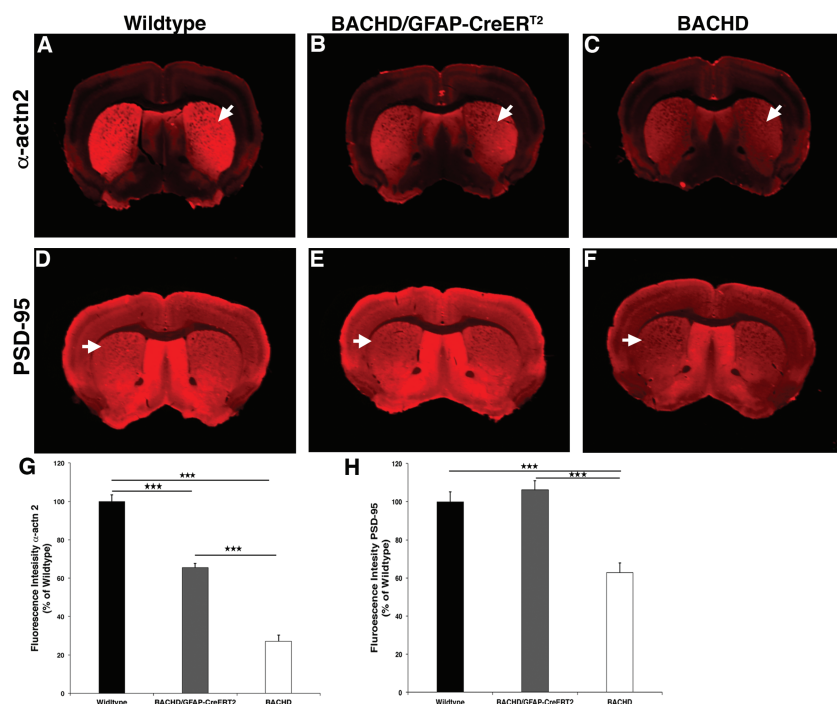 Wildtype BACHD/GFAP-CreERT2 BACHD
A B C
α-actn2
D E F
PSD-95
G
Fluorescence Intesisity α-actn 2
(% of Wildtype)
120
100
80
60
40
20
0
★★★
★★★
★★★
Widltype BACHD/GFAP-CreERT2 BACHD
H
Fluroescence Intesity PSD-95
(% of Wildtype)
120
100
80
60
40
20
0
★★★
★★★
Wildtype BACHD/GFAP-CreERT2 BACHD